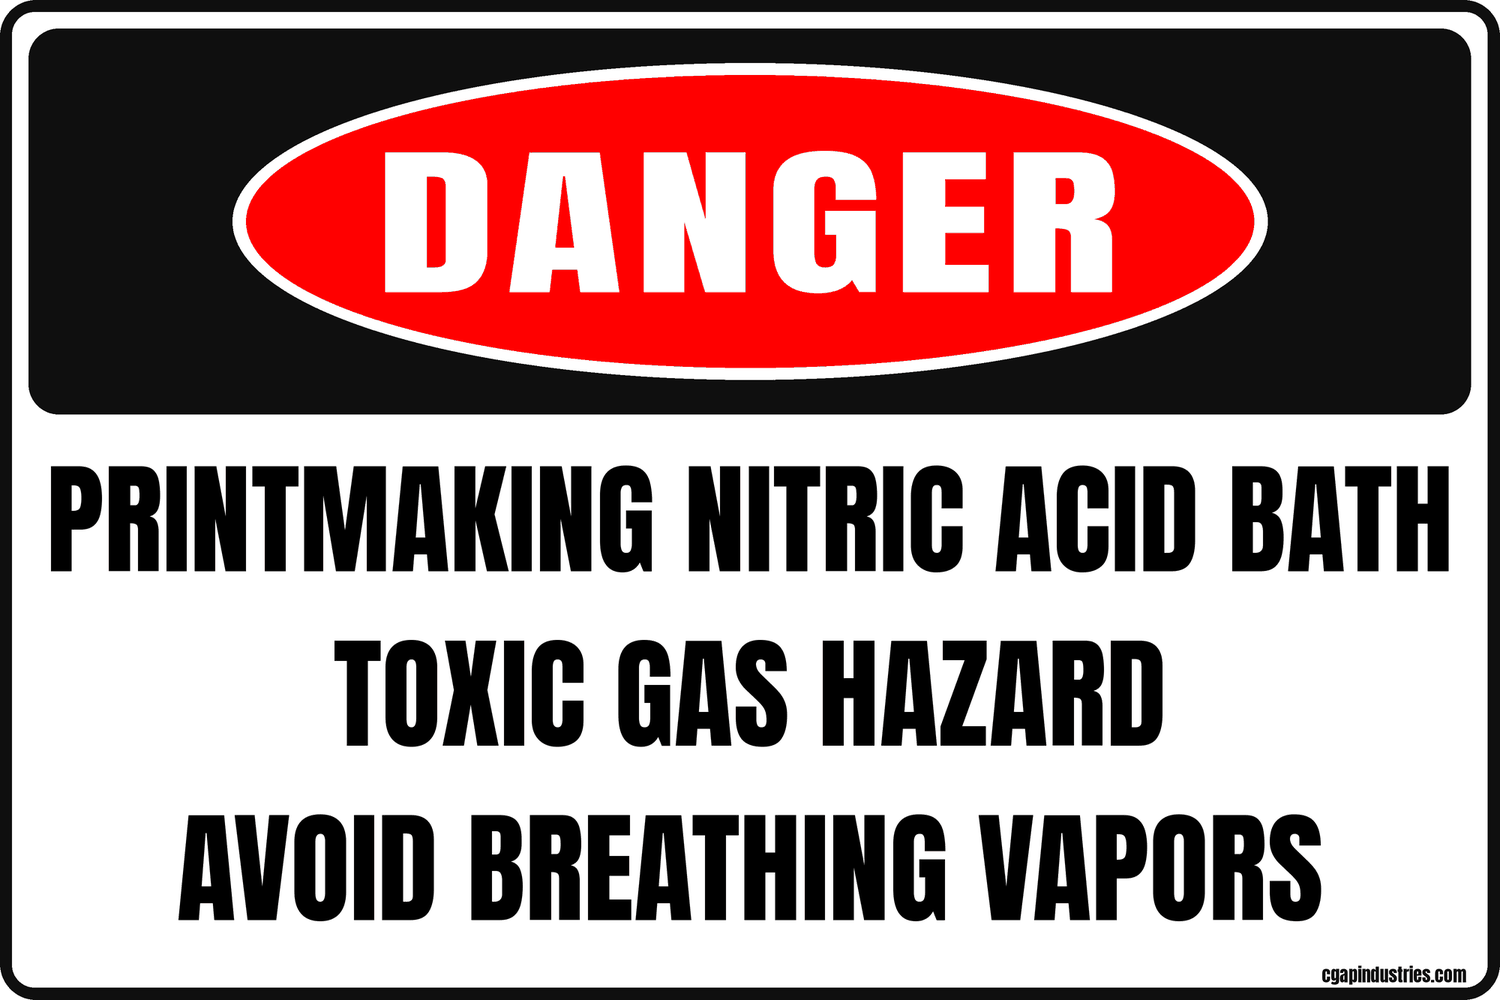 DANGER
PRINTMAKING NITRIC ACID BATH
TOXIC GAS HAZARD
AVOID BREATHING VAPORS
cgapindustries.com